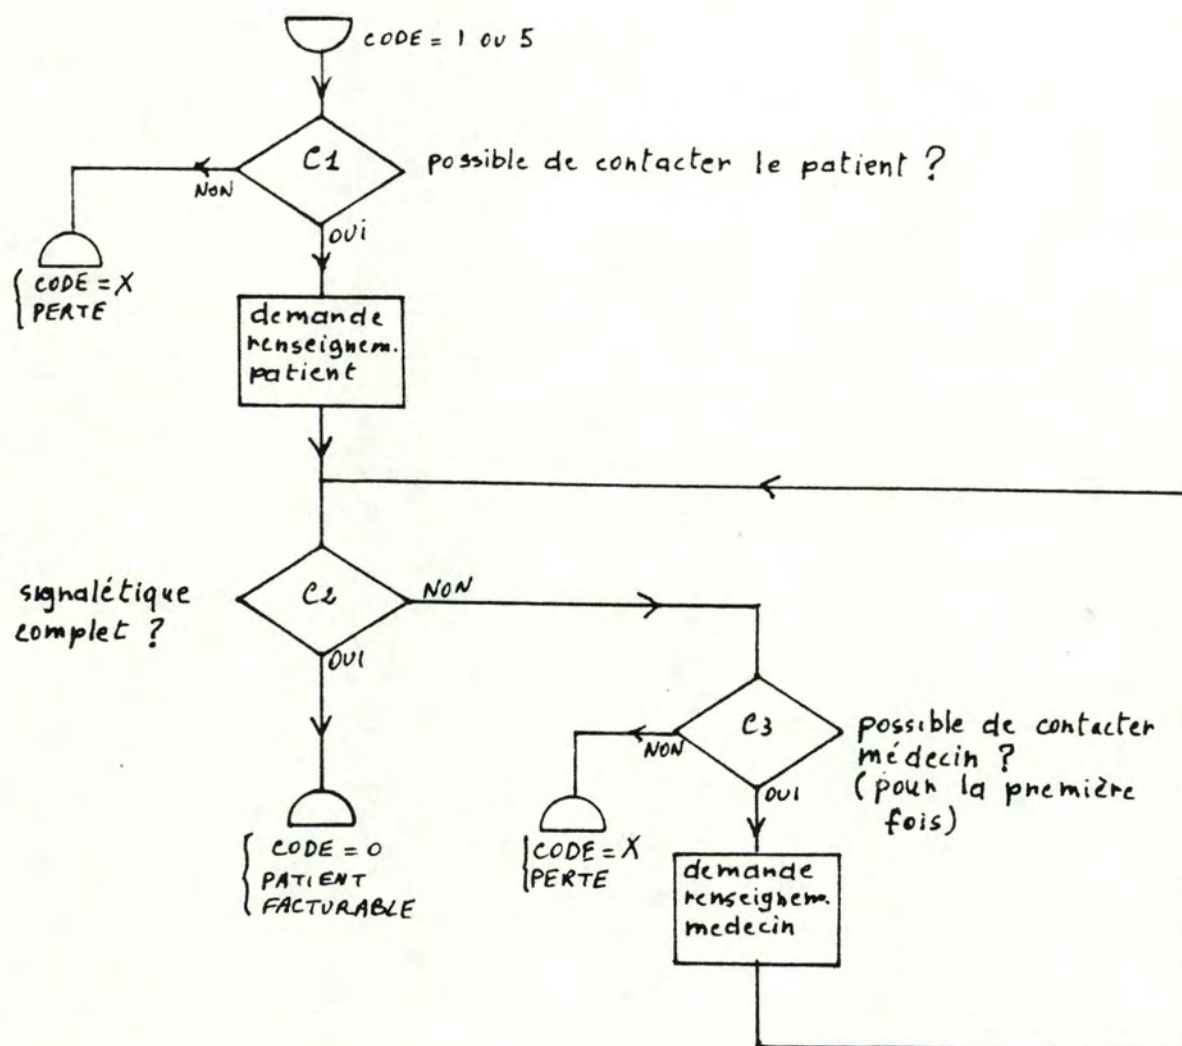 CODE = 1 OU 5
C1
possible de contacter le patient ?
NON
OUI
CODE = X
PERTE
demande
renseignem.
patient
signalétique
complet ?
C2
NON
OUI
C3
possible de contacter
médecin ?
(pour la première
fois)
NON
OUI
CODE = 0
PATIENT
FACTURABLE
CODE = X
PERTE
demande
renseignem.
medecin